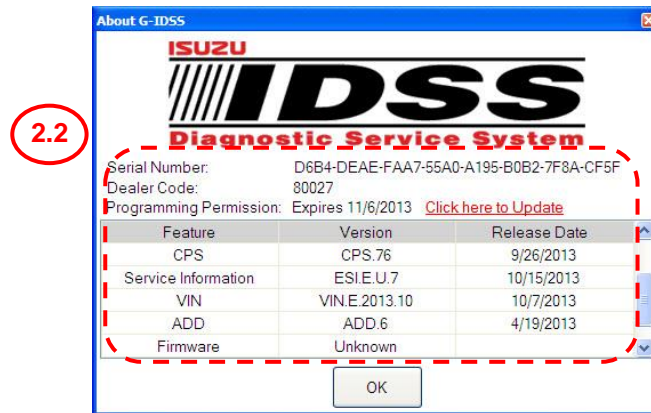 About G-IDSS
ISUZU
IDSS
Diagnostic Service System
2.2
Serial Number: D6B4-DEAE-FAA7-55A0-A195-B0B2-7F8A-CF5F
Dealer Code: 80027
Programming Permission: Expires 11/6/2013 Click here to Update
Feature Version Release Date
CPS CPS.76 9/26/2013
Service Information ESI.E.U.7 10/15/2013
VIN VIN.E.2013.10 10/7/2013
ADD ADD.6 4/19/2013
Firmware Unknown
OK